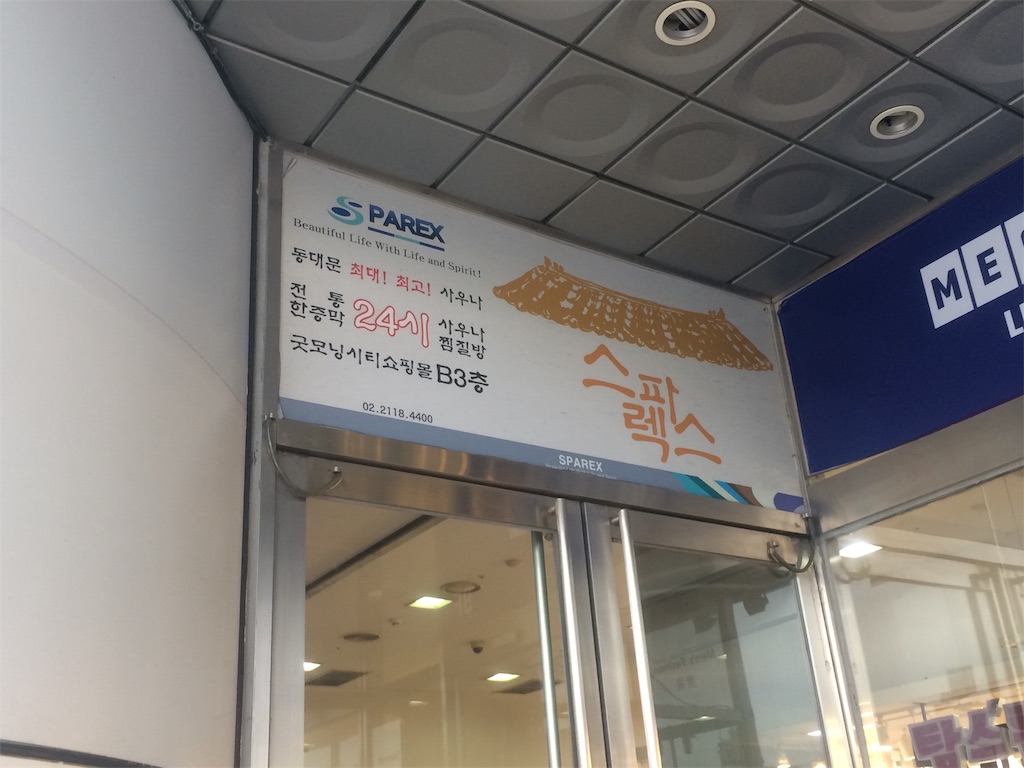 SPAREX
Beautiful Life With Life and Spirit!
동대문 최대! 최고! 사우나
전통 한증막 24시 사우나 찜질방
굿모닝시티쇼핑몰 B3층
02.2118.4400
스파
렉스
SPAREX
ME
L
탑스